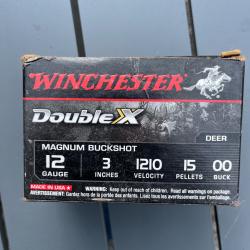 WINCHESTER
Double X
DEER
MAGNUM BUCKSHOT
12 3 1210 15 00
GAUGE INCHES VELOCITY PELLETS BUCK
MADE IN USA
WARNING: Keep out of reach of children. Read all warnings on package.
AVERTISSEMENT: Gardez hors de la portée des enfants. Lisez tous les avertissements sur l'emballage.